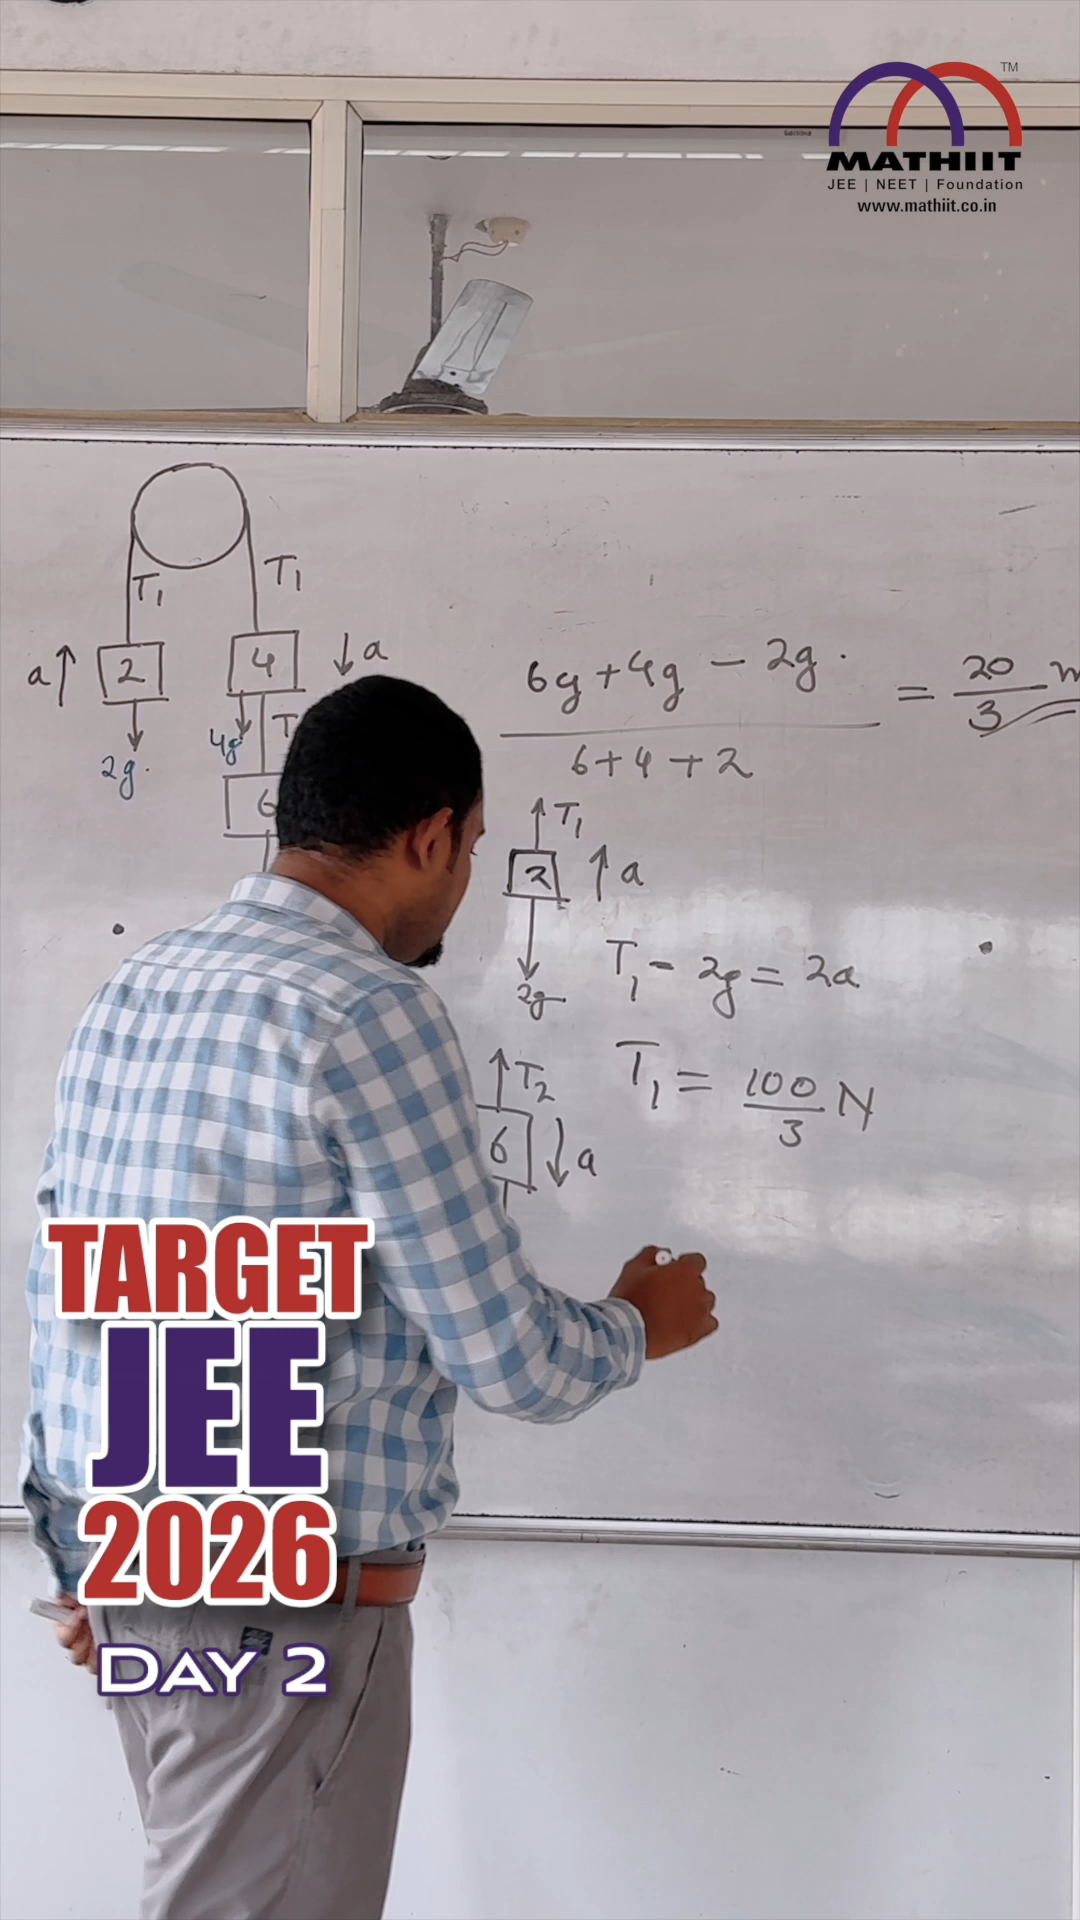 TM
MATHIIT
JEE | NEET | Foundation
www.mathiit.co.in
T₁
T₁
a
2
4
a
2g.
4g
T
6
6g + 4g - 2g.
6 + 4 + 2
= 20
3
T₁
2
a
2g
T₁ - 2g = 2a
T₁ = 100
3
N
T₂
6
a
TARGET
JEE
2026
DAY 2